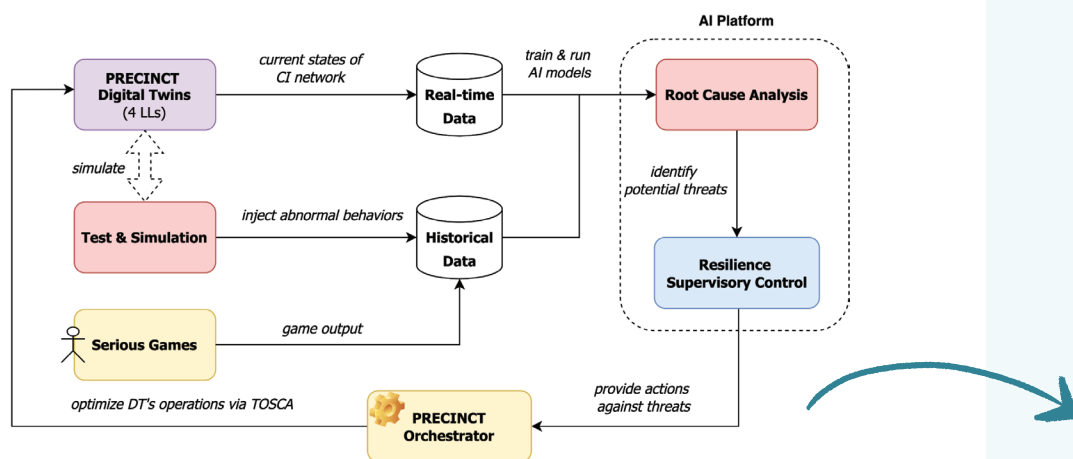 AI Platform
PRECINCT
Digital Twins
(4 LLs)
current states of
CI network
Real-time
Data
train & run
AI models
Root Cause Analysis
simulate
identify
potential threats
Test & Simulation
inject abnormal behaviors
Historical
Data
Resilience
Supervisory Control
Serious Games
game output
optimize DT's operations via TOSCA
PRECINCT
Orchestrator
provide actions
against threats